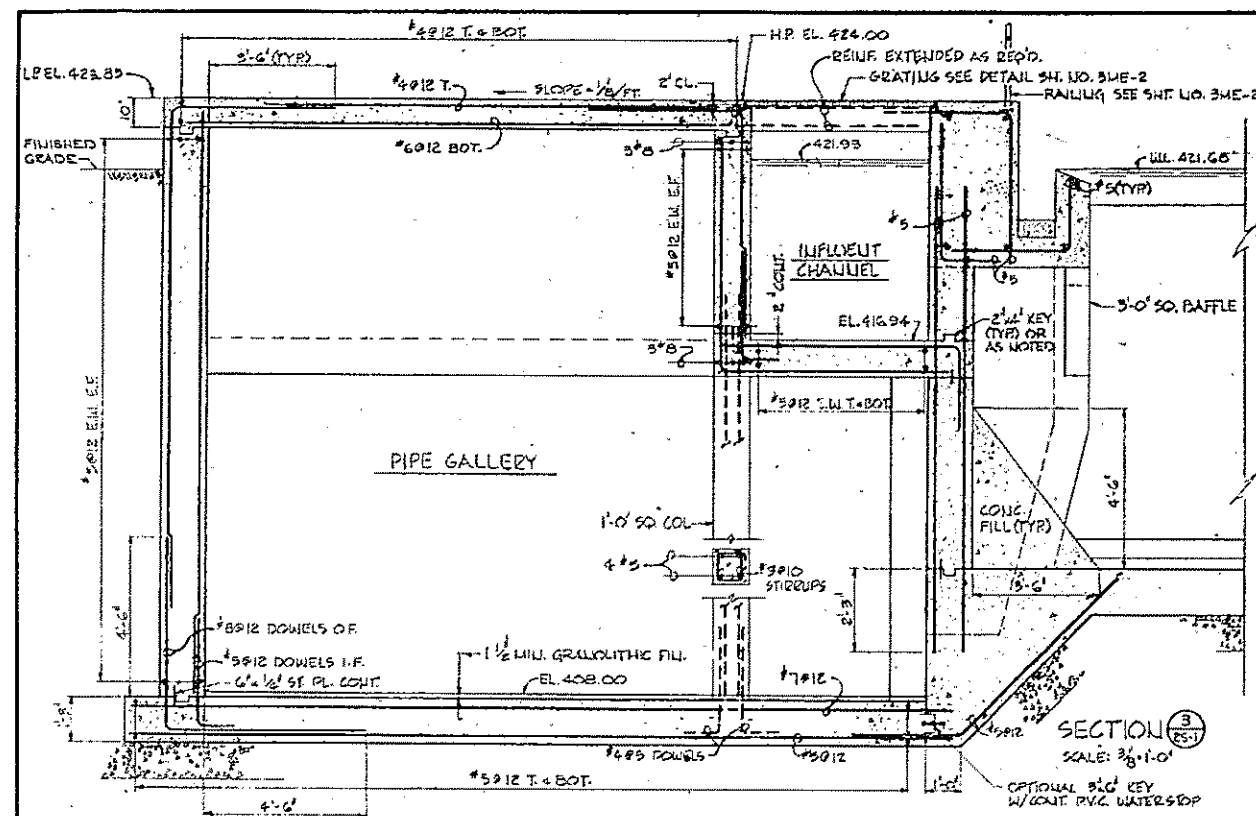 #4@12 T. & BOT.
H.P. EL. 424.00
REINF. EXTENDED AS REQ'D.
GRATING SEE DETAIL SH. NO. 3ME-2
RAILING SEE SHT. NO. 3ME-2
3'-6" (TYP)
L.P. EL. 423.85
#4@12 T.
SLOPE - 1/8"/FT.
2" CL.
10"
FINISHED
GRADE
#6@12 BOT.
3#8
421.93
W.L. 421.68
#5 (TYP)
#5@12 E.W. E.F.
#5
INFLUENT
CHANNEL
#5
2" CONT.
3'-0" SQ. BAFFLE
EL. 416.94
2"x4" KEY
(TYP.) OR
AS NOTED
3#8
#5@12 E.W. T. & BOT.
#5@12 E.W. E.F.
PIPE GALLERY
4'-6"
1'-0" SQ. COL.
CONC.
FILL (TYP)
4 #5
#3@10
STIRRUPS
3'-6"
2'-3"
4'-6"
#8@12 DOWELS O.F.
#5@12 DOWELS I.F.
6"x1/2" ST. PL. CONT.
1 1/2" MIN. GRANOLITHIC FIN.
EL. 408.00
#7@12
1'-8"
SECTION 3
2S-1
SCALE: 3/8"=1'-0"
#5@12
#4@5 DOWELS
#5@12
#5@12 T. & BOT.
1'-0"
OPTIONAL 3"x6" KEY
W/CONT. P.V.C. WATERSTOP
4'-6"